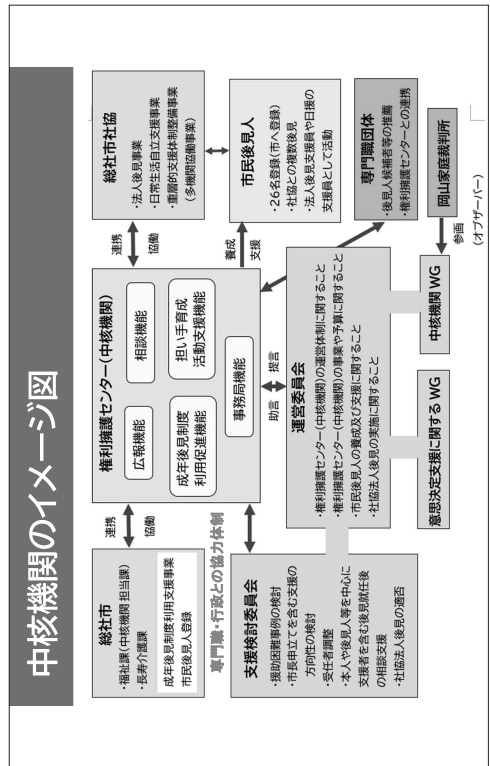 中核機関のイメージ図
総社市
・福祉課(中核機関 担当課)
・長寿介護課
成年後見制度利用支援事業
市民後見人登録
連携
協働
権利擁護センター(中核機関)
広報機能
相談機能
成年後見制度
利用促進機能
担い手育成
活動支援機能
事務局機能
連携
協働
総社市社協
・法人後見事業
・日常生活自立支援事業
・重層的支援体制整備事業
(多機関協働事業)
養成
支援
市民後見人
・26名登録(市へ登録)
・社協との複数後見
・法人後見支援員や日援の
支援員として活動
専門職・行政との協力体制
支援検討委員会
・援助困難事例の検討
・市長申立てを含む支援の
方向性の検討
・受任者調整
・本人や後見人等を中心に
支援者を含む後見就任後
の相談支援
・社協法人後見の適否
助言
提言
運営委員会
・権利擁護センター(中核機関)の運営体制に関すること
・権利擁護センター(中核機関)の事業や予算に関すること
・市民後見人の養成及び支援に関すること
・社協法人後見の実施に関すること
専門職団体
・後見人候補者等の推薦
・権利擁護センターとの連携
意思決定支援に関するWG
中核機関WG
岡山家庭裁判所
参画
(オブザーバー)